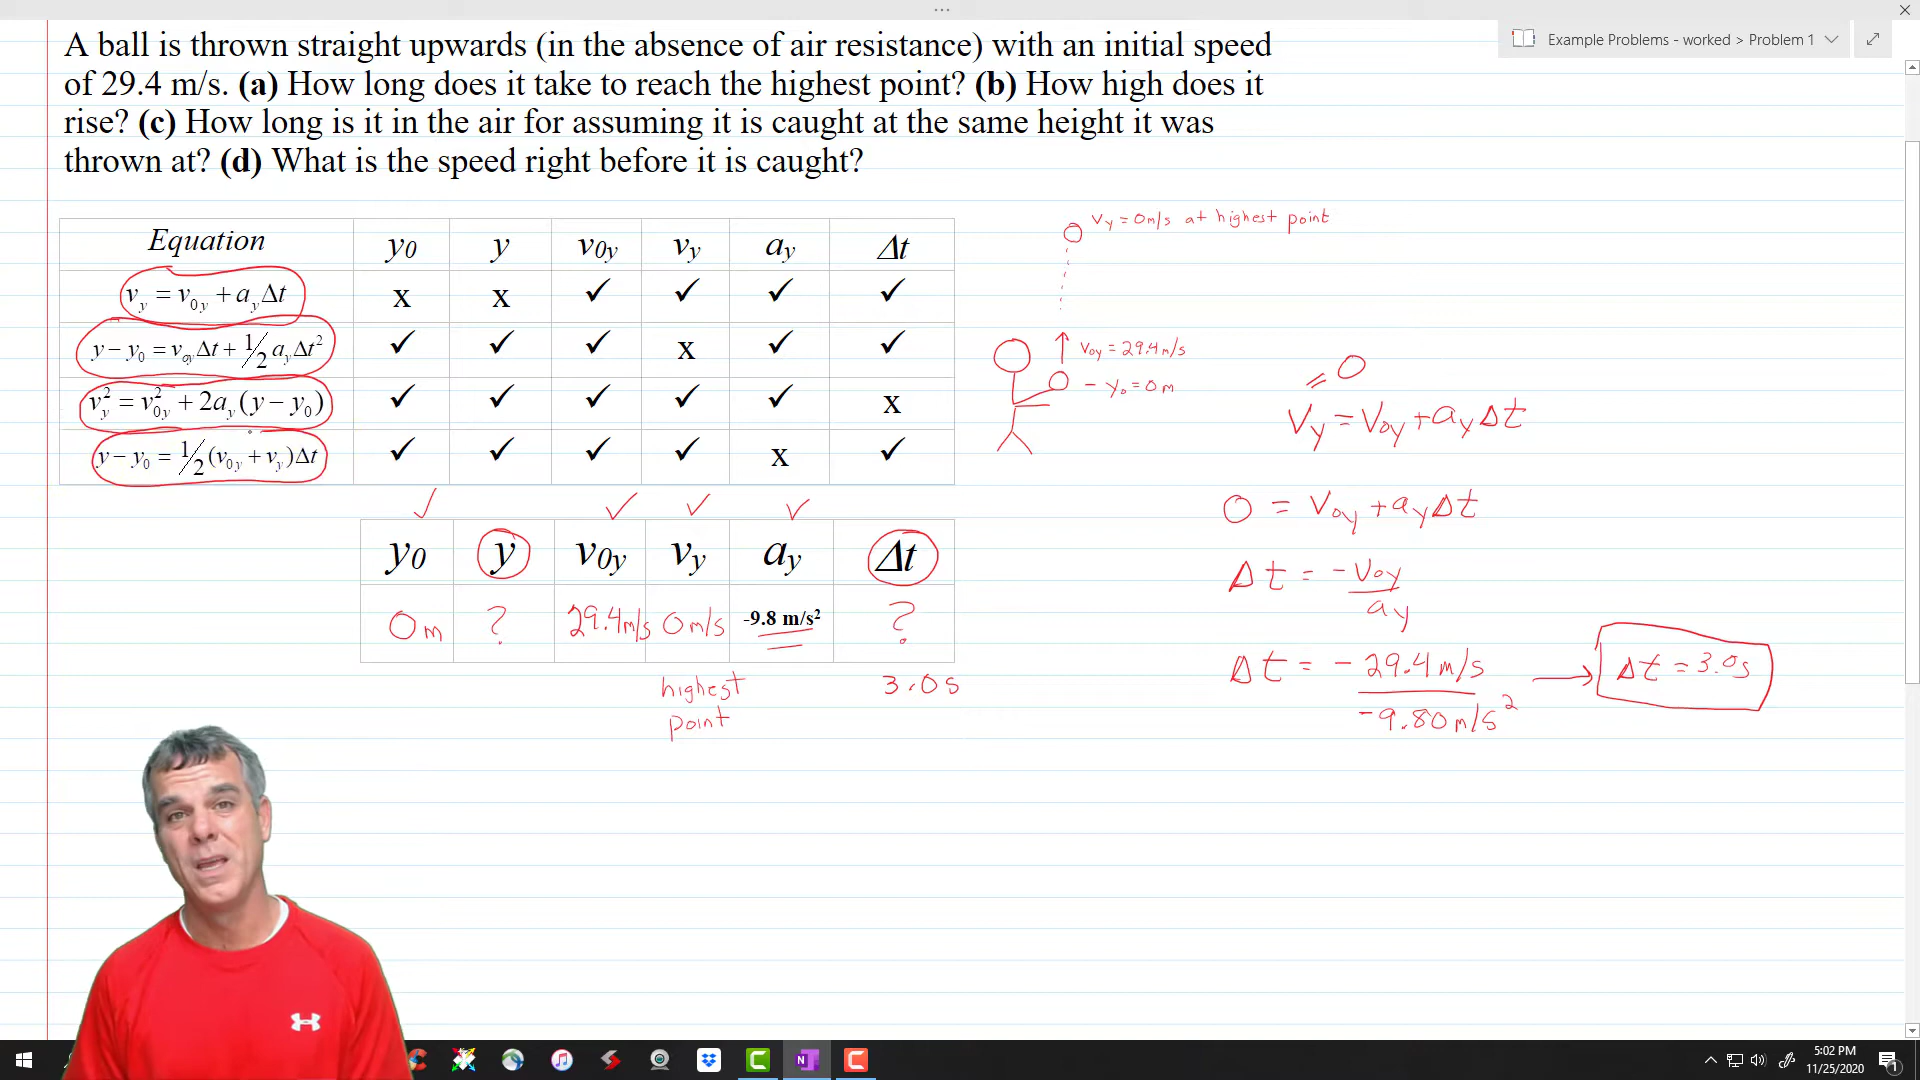 A ball is thrown straight upwards (in the absence of air resistance) with an initial speed
of 29.4 m/s. (a) How long does it take to reach the highest point? (b) How high does it
rise? (c) How long is it in the air for assuming it is caught at the same height it was
thrown at? (d) What is the speed right before it is caught?
Example Problems - worked > Problem 1
Equation y0 y v0y vy ay Δt
vy = v0y + ayΔt x x ✓ ✓ ✓ ✓
y − y0 = v0yΔt + 1/2 ayΔt² ✓ ✓ ✓ x ✓ ✓
vy² = v0y² + 2ay(y − y0) ✓ ✓ ✓ ✓ ✓ x
y − y0 = 1/2(v0y + vy)Δt ✓ ✓ ✓ ✓ x ✓
✓ ✓ ✓ ✓
y0 y v0y vy ay Δt
0m ? 29.4m/s 0m/s -9.8 m/s² ?
highest
point
3.0s
vy = 0m/s at highest point
v0y = 29.4m/s
- y0 = 0m
= 0
Vy = V0y + ayΔt
0 = V0y + ayΔt
Δt = -V0y / ay
Δt = -29.4m/s / -9.80m/s² → Δt = 3.0s
5:02 PM
11/25/2020
1